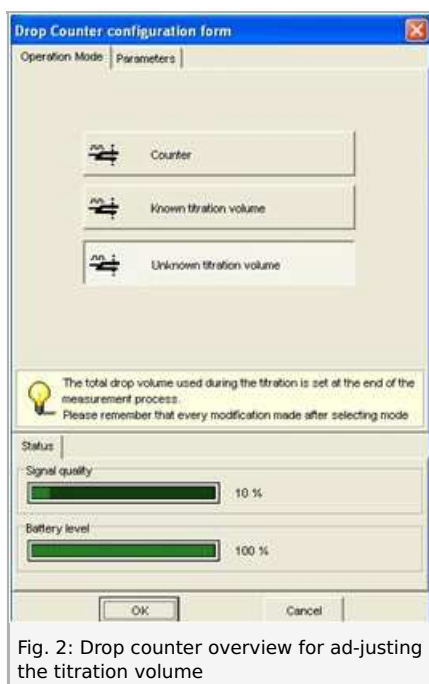 Drop Counter configuration form
Operation Mode
Parameters
Counter
Known titration volume
Unknown titration volume
The total drop volume used during the titration is set at the end of the
measurement process.
Please remember that every modification made after selecting mode
Status
Signal quality
10 %
Battery level
100 %
OK
Cancel
Fig. 2: Drop counter overview for ad-justing
the titration volume